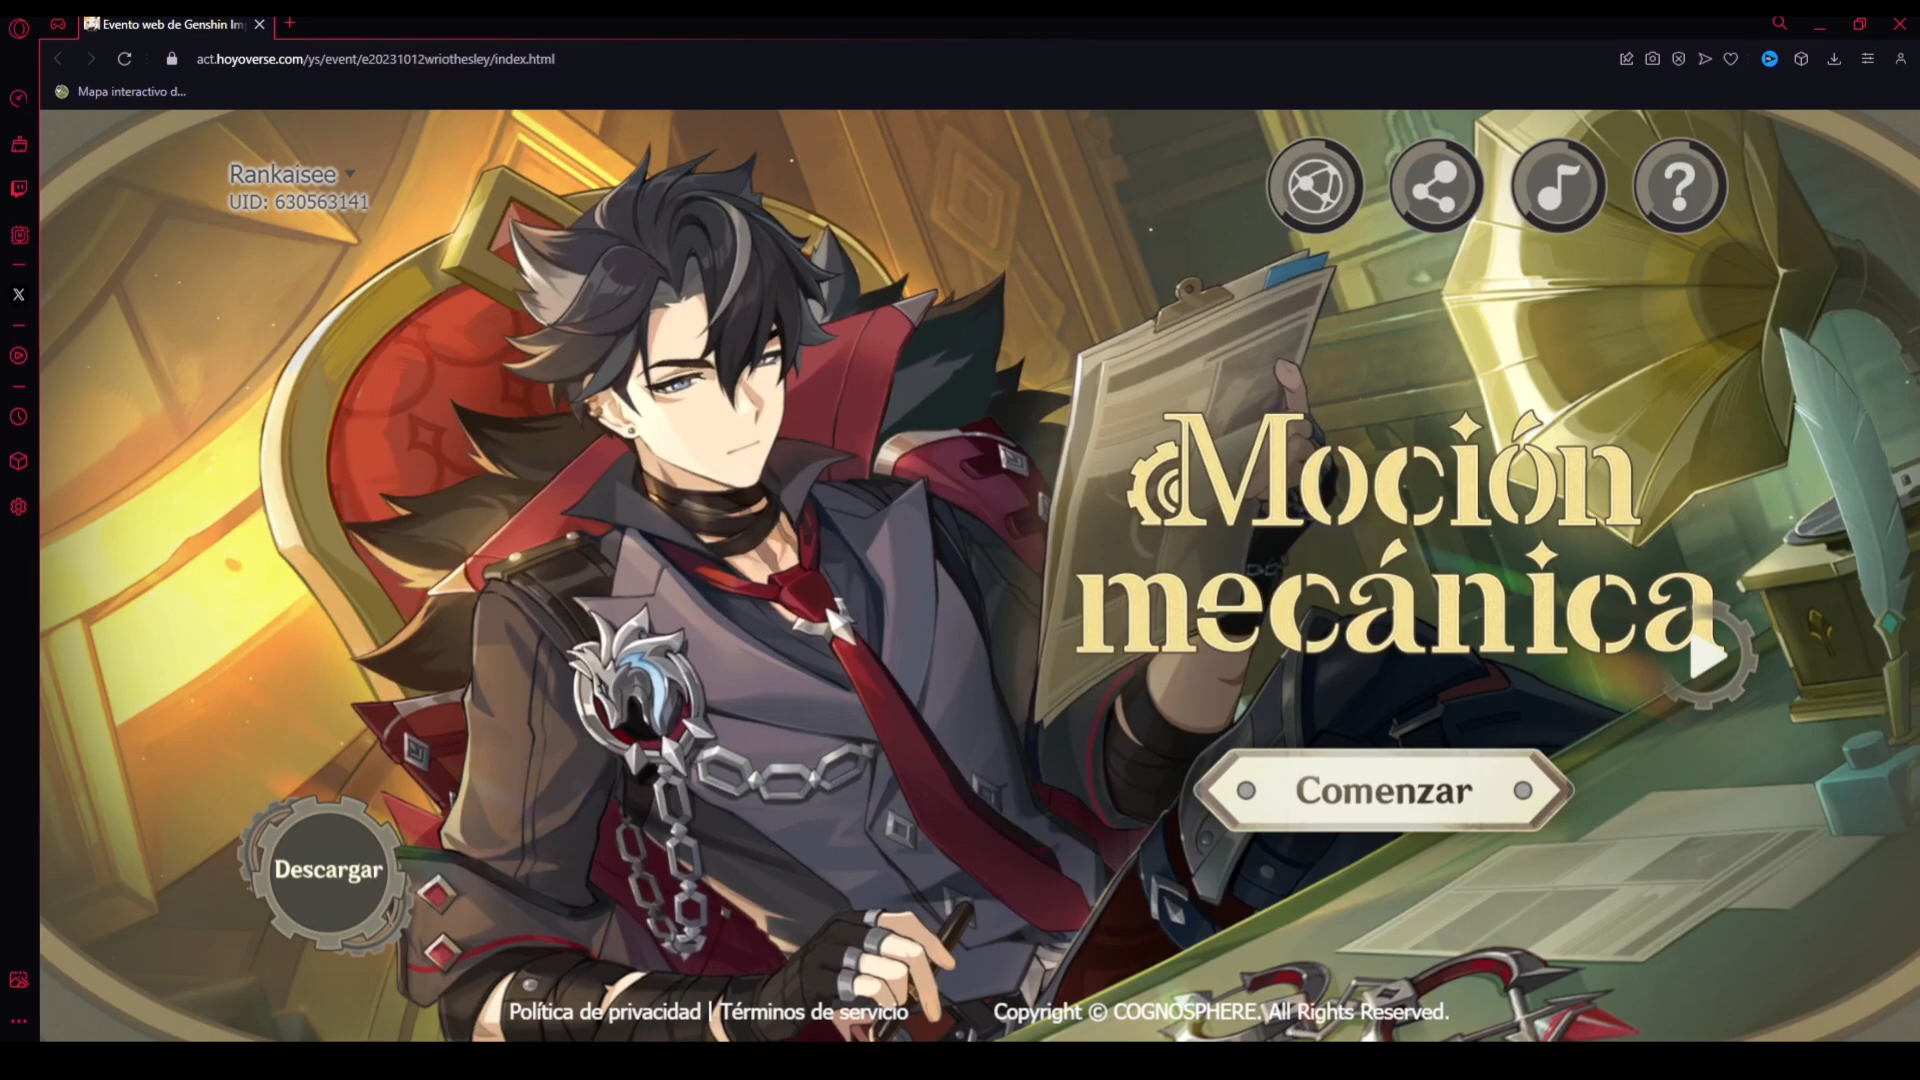 Evento web de Genshin Im
act.hoyoverse.com/ys/event/e20231012wriothesley/index.html
Mapa interactivo d...
Rankaisee
UID: 630563141
Moción
mecánica
Comenzar
Descargar
Política de privacidad | Términos de servicio
Copyright © COGNOSPHERE. All Rights Reserved.